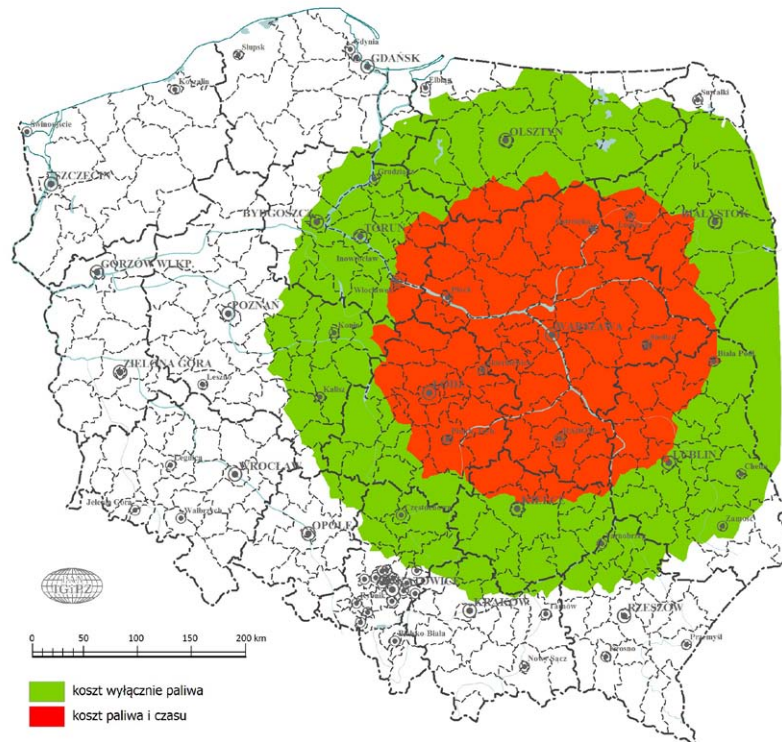 Słupsk
Gdynia
GDAŃSK
Koszalin
Elbląg
Suwałki
Świnoujście
OLSZTYN
SZCZECIN
Grudziądz
BYDGOSZCZ
BIAŁYSTOK
TORUŃ
Inowrocław
GORZÓW WLKP.
Włocławek
Płock
POZNAŃ
WARSZAWA
Konin
Biała Podl.
ZIELONA GÓRA
Leszno
Kalisz
LUBLIN
Legnica
WROCŁAW
Chełm
Jelenia Góra
Wałbrzych
Częstochowa
Zamość
OPOLE
Tarnobrzeg
IGiPZ
KRAKÓW
Tarnów
RZESZÓW
Bielsko Biała
Przemyśl
Krosno
Nowy Sącz
0 50 100 150 200 km
koszt wyłącznie paliwa
koszt paliwa i czasu